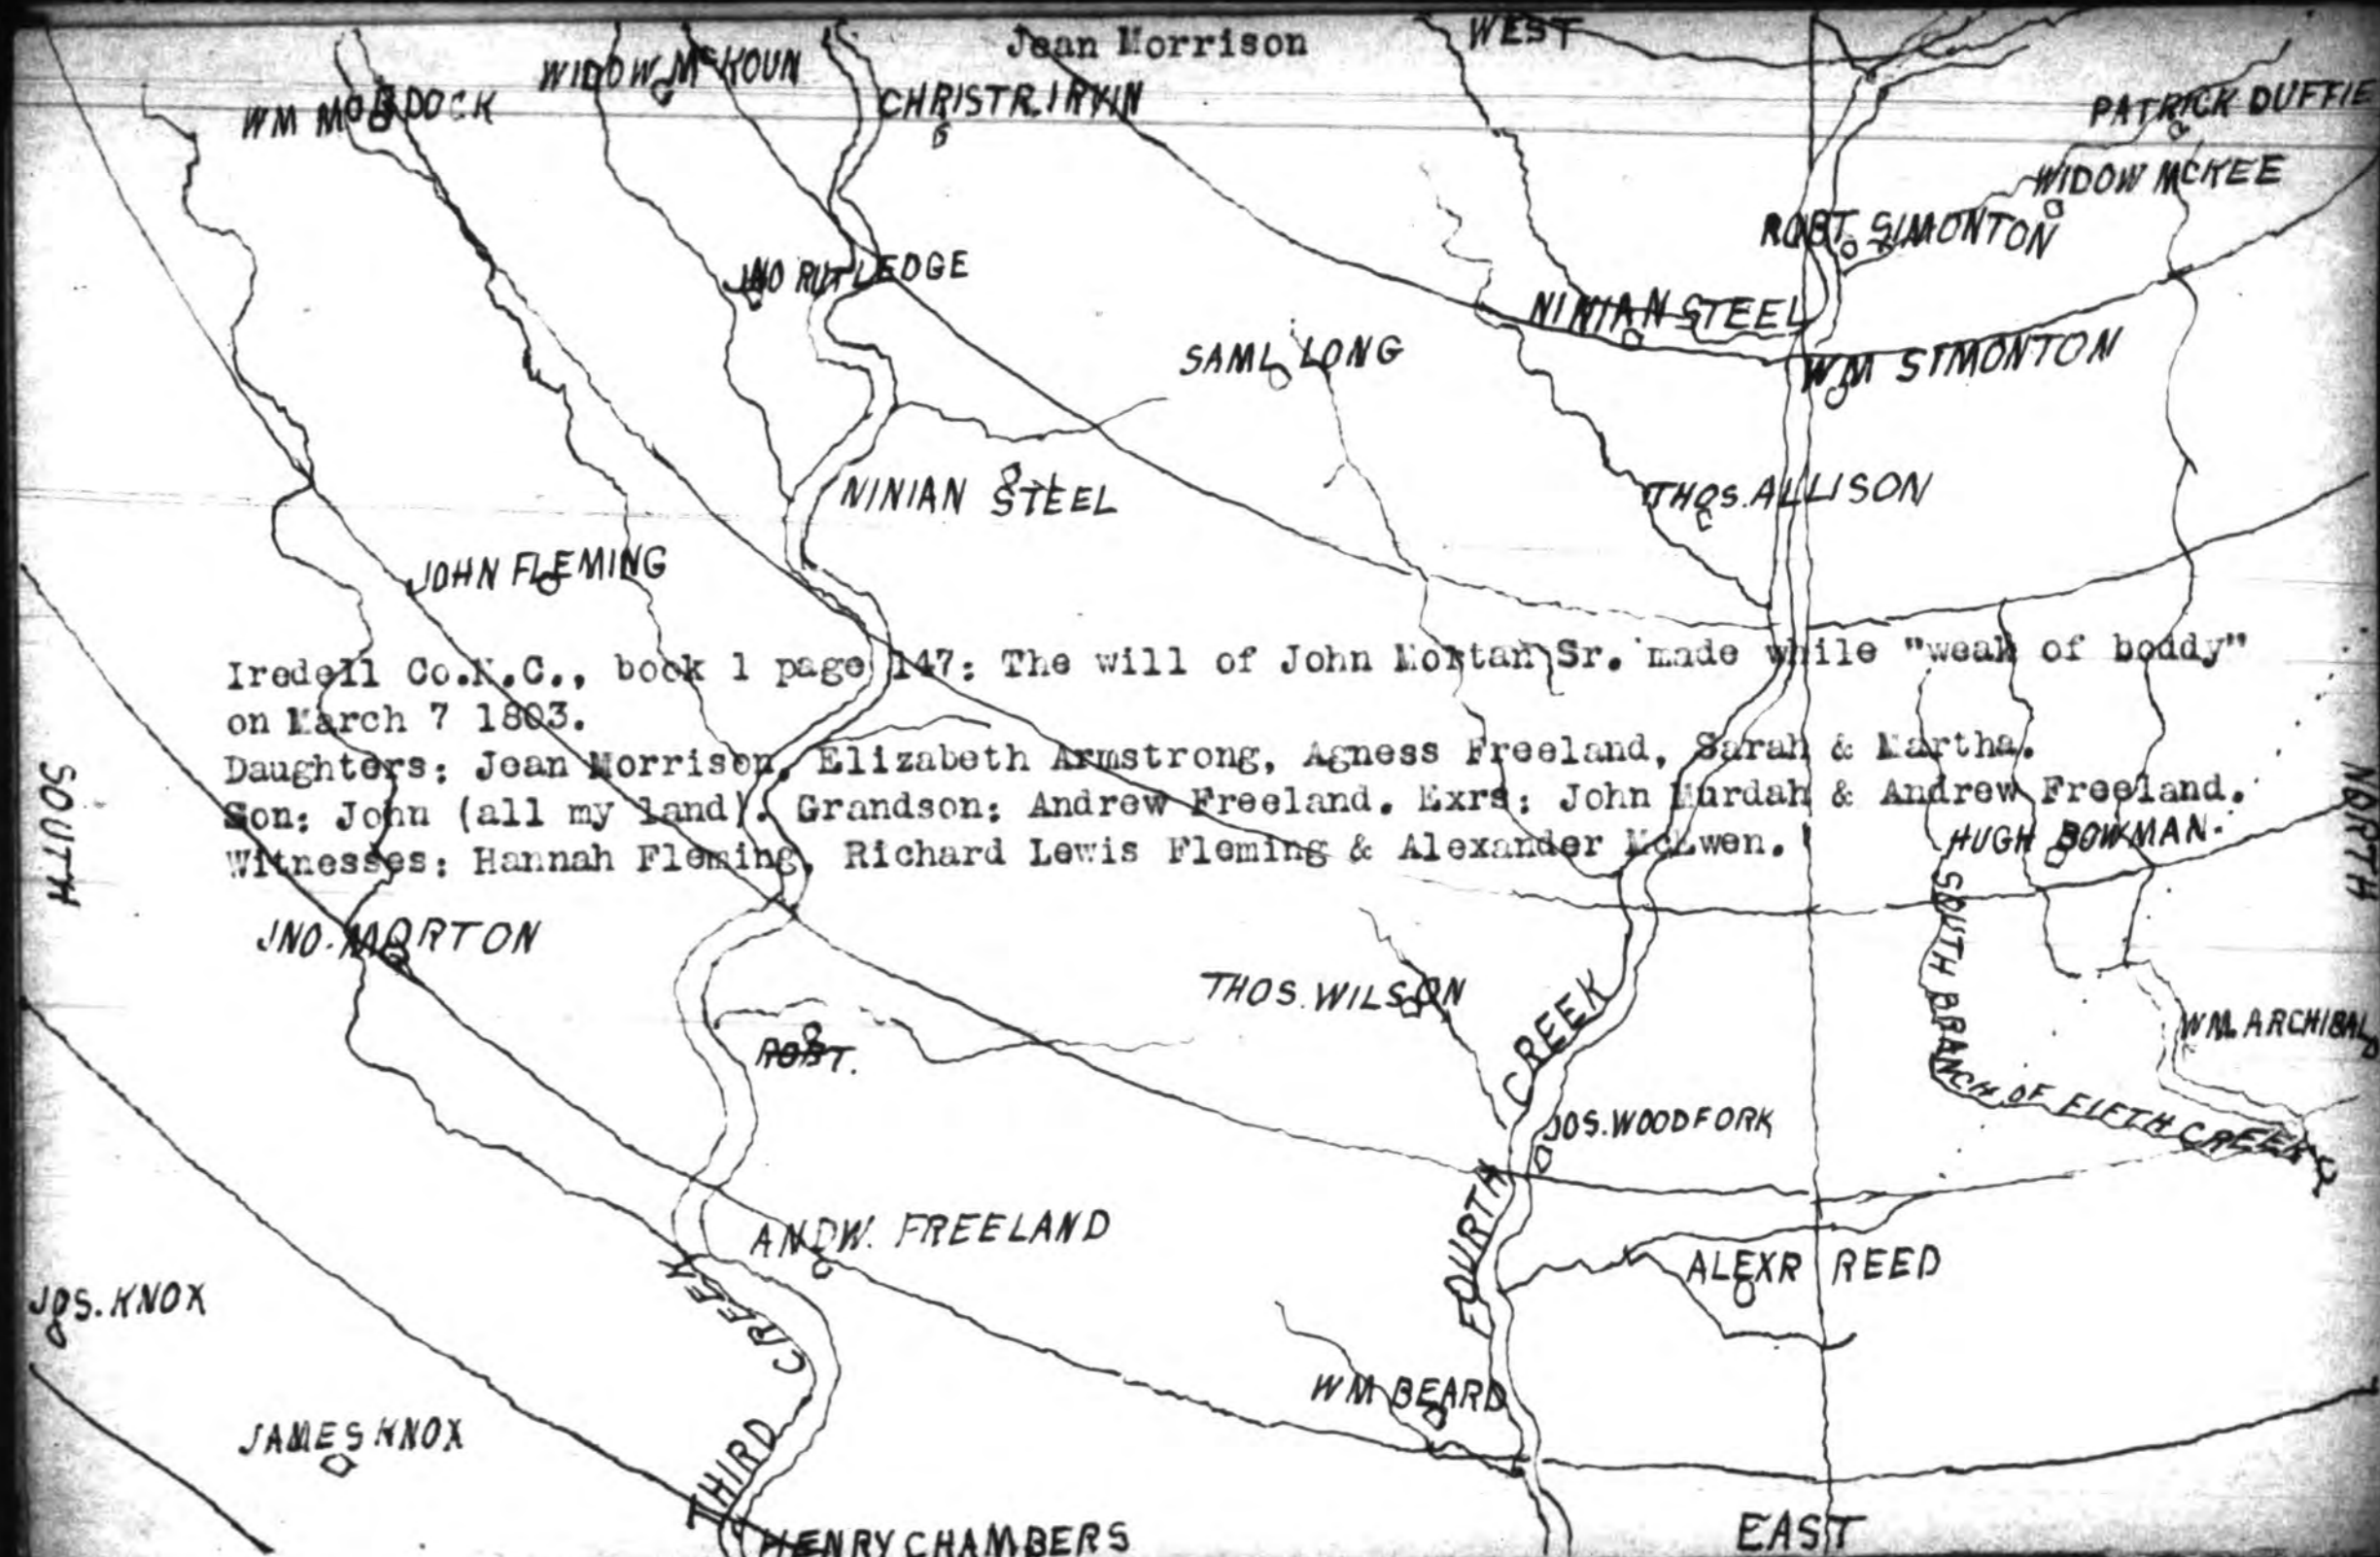 Jean Morrison
WEST
WIDOW McKOUN
WM MORDOCK
CHRISTR. IRVIN
PATRICK DUFFIE
WIDOW MCKEE
ROBT. SIMONTON
JNO RUTLEDGE
NINIAN STEEL
SAML LONG
WM SIMONTON
NINIAN STEEL
THOS. ALLISON
JOHN FLEMING
Iredell Co.N.C., book 1 page 147: The will of John Mortan Sr. made while "weak of boddy"
on March 7 1803.
Daughters: Jean Morrison, Elizabeth Armstrong, Agness Freeland, Sarah & Martha.
Son: John (all my land). Grandson: Andrew Freeland. Exrs: John Murdah & Andrew Freeland.
Witnesses: Hannah Fleming, Richard Lewis Fleming & Alexander McEwen.
SOUTH
NORTH
HUGH BOWMAN.
JNO. MORTON
THOS. WILSON
SOUTH BRANCH OF FIFTH CREEK
WM. ARCHIBAL
ROBT.
JOS. WOODFORK
FOURTH CREEK
ANDW. FREELAND
ALEXR REED
JOS. KNOX
THIRD CREEK
WM BEARD
JAMES KNOX
HENRY CHAMBERS
EAST